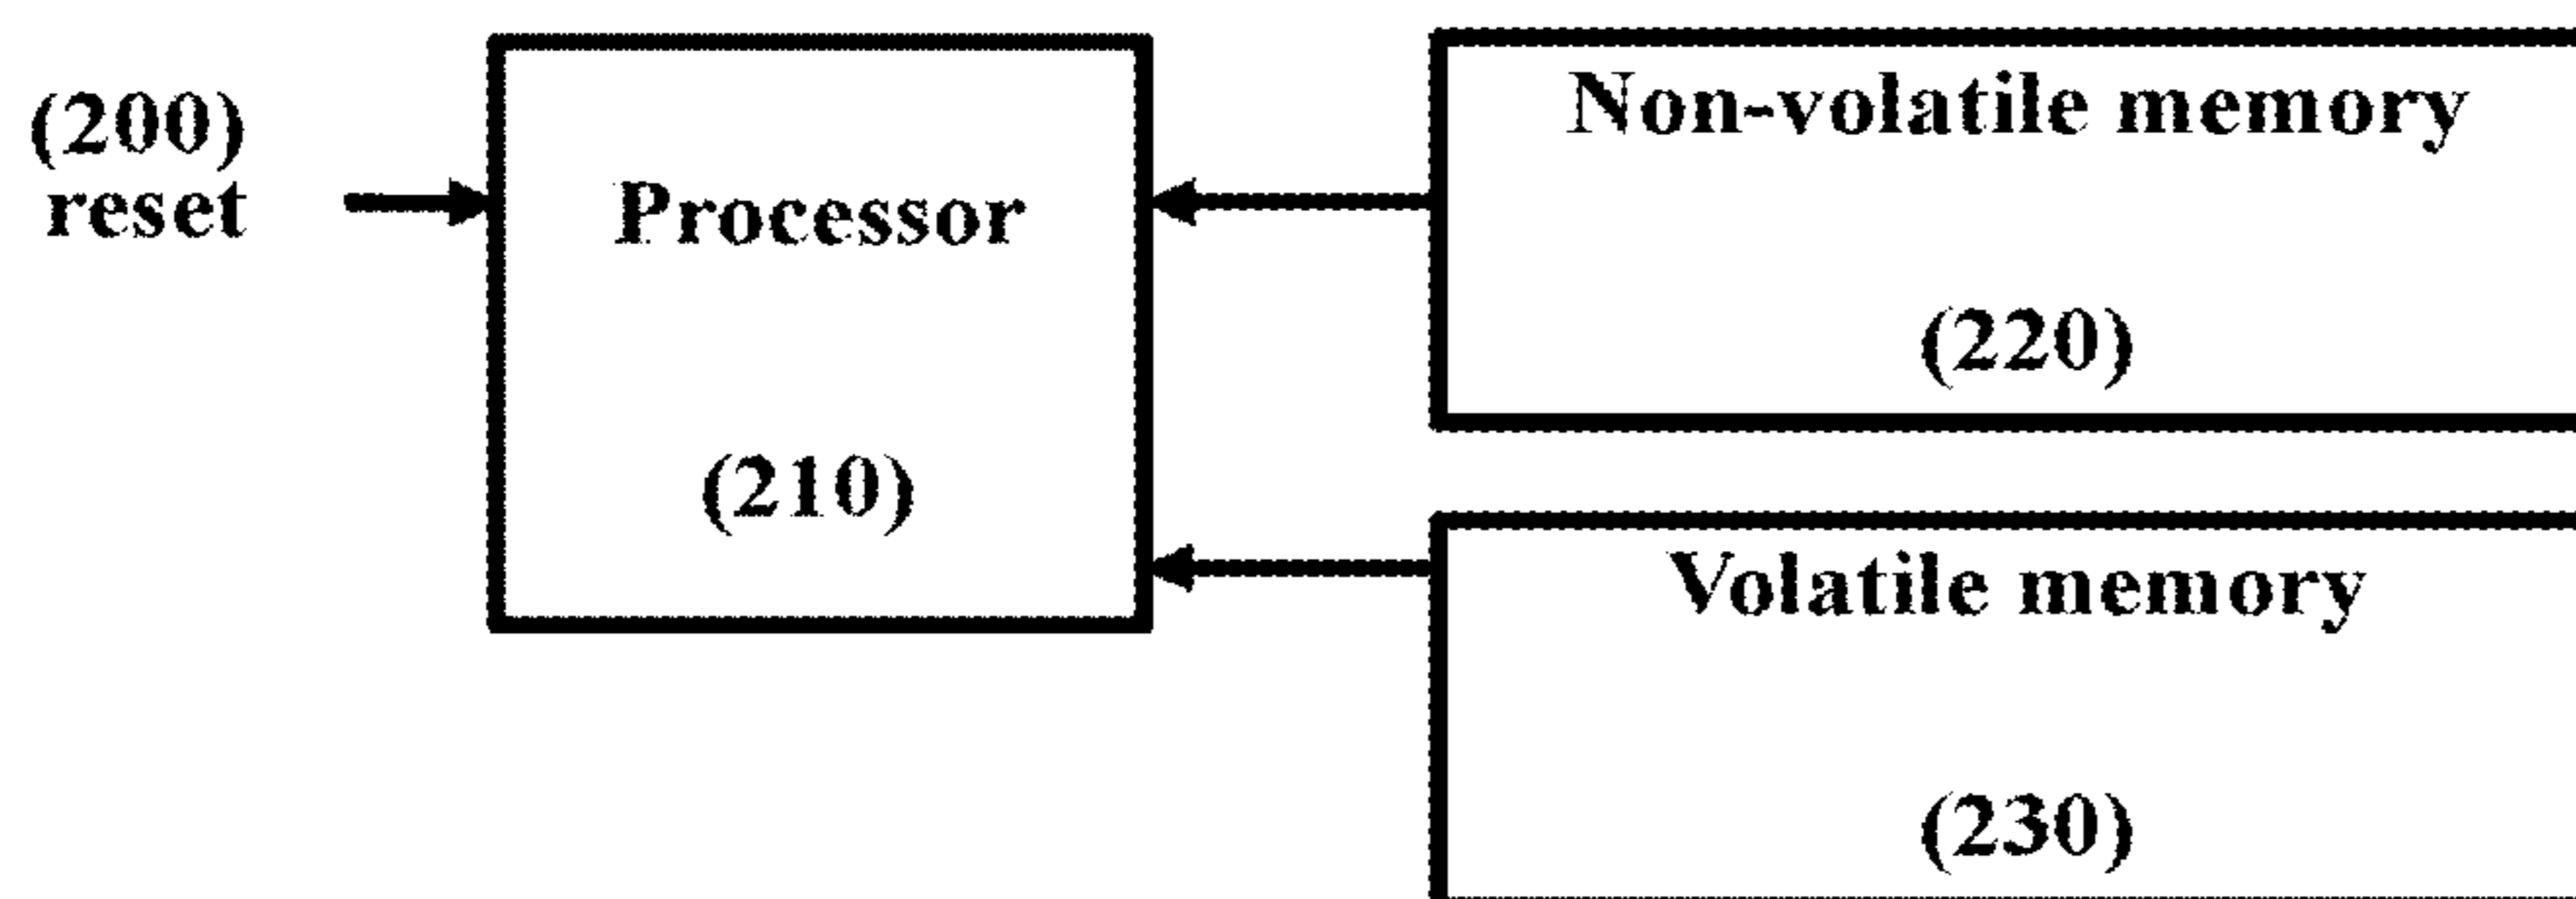 (200)
reset
Processor
(210)
Non-volatile memory
(220)
Volatile memory
(230)